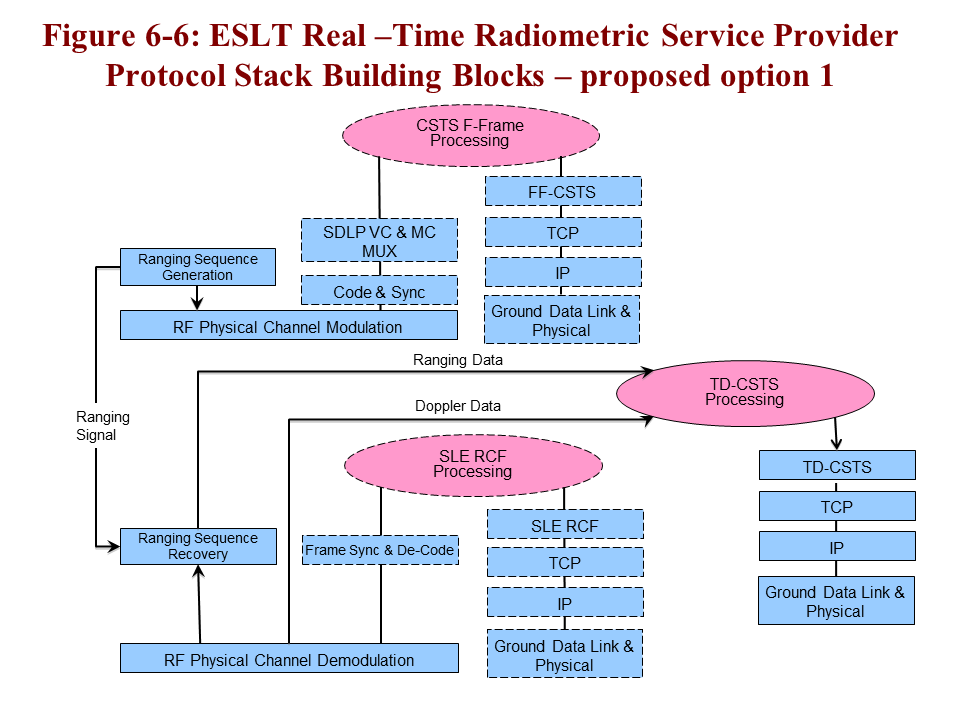 Figure 6-6: ESLT Real –Time Radiometric Service Provider
Protocol Stack Building Blocks – proposed option 1
CSTS F-Frame
Processing
FF-CSTS
SDLP VC & MC
MUX
TCP
Ranging Sequence
Generation
IP
Code & Sync
Ground Data Link &
Physical
RF Physical Channel Modulation
Ranging Data
TD-CSTS
Processing
Doppler Data
Ranging
Signal
SLE RCF
Processing
TD-CSTS
TCP
SLE RCF
Ranging Sequence
Recovery
Frame Sync & De-Code
IP
TCP
Ground Data Link &
Physical
IP
Ground Data Link &
Physical
RF Physical Channel Demodulation